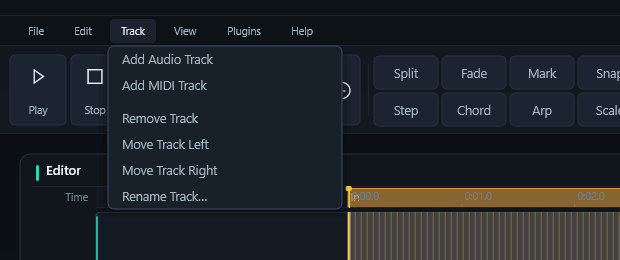 File Edit Track View Plugins Help
Add Audio Track
Add MIDI Track
Remove Track
Move Track Left
Move Track Right
Rename Track...
Play Stop
Split Fade Mark Snap
Step Chord Arp Scale
Editor
Time 0:01.0 0:02.0